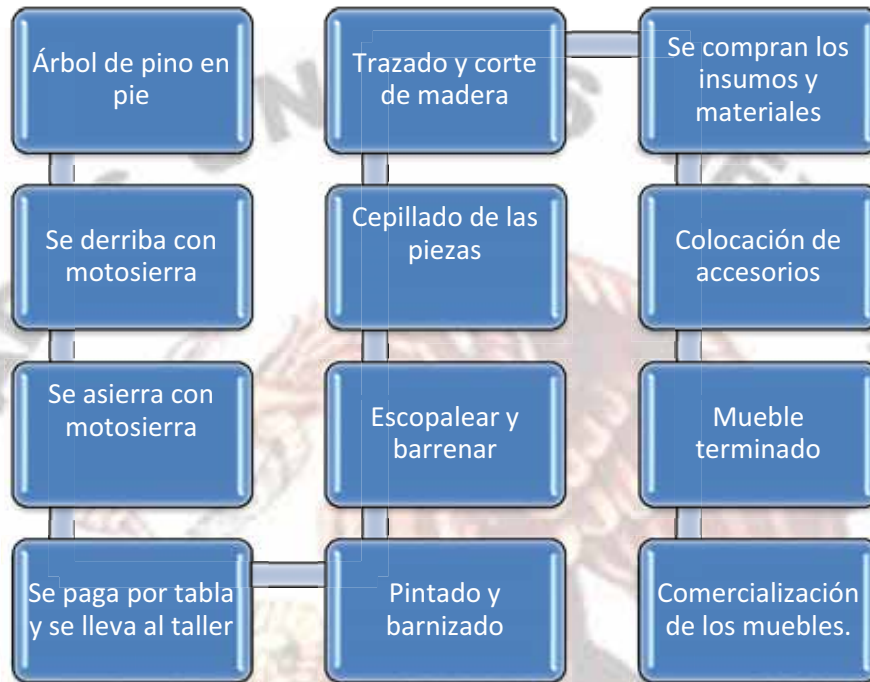 Árbol de pino en
pie
Se derriba con
motosierra
Se asierra con
motosierra
Se paga por tabla
y se lleva al taller
Trazado y corte
de madera
Cepillado de las
piezas
Escopalear y
barrenar
Pintado y
barnizado
Se compran los
insumos y
materiales
Colocación de
accesorios
Mueble
terminado
Comercialización
de los muebles.